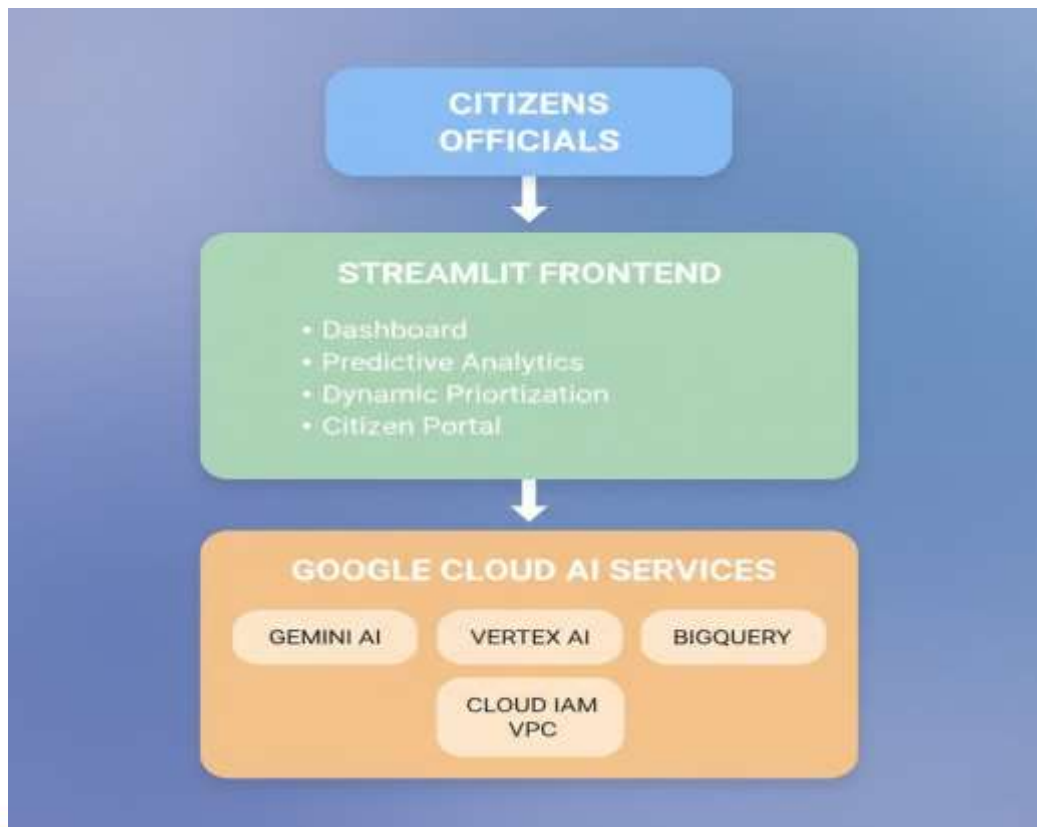 CITIZENS
OFFICIALS
STREAMLIT FRONTEND
• Dashboard
• Predictive Analytics
• Dynamic Priortization
• Citizen Portal
GOOGLE CLOUD AI SERVICES
GEMINI AI
VERTEX AI
BIGQUERY
CLOUD IAM
VPC